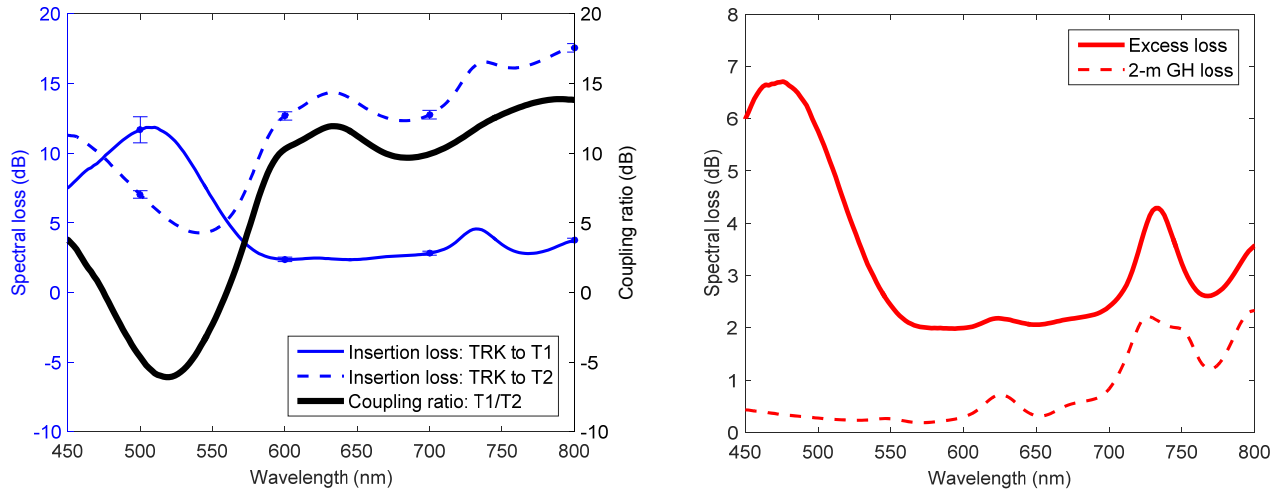 20
15
10
5
0
-5
-10
Spectral loss (dB)
20
15
10
5
0
-5
-10
Coupling ratio (dB)
Insertion loss: TRK to T1
Insertion loss: TRK to T2
Coupling ratio: T1/T2
450 500 550 600 650 700 750 800
Wavelength (nm)
8
7
6
5
4
3
2
1
0
Spectral loss (dB)
Excess loss
2-m GH loss
450 500 550 600 650 700 750 800
Wavelength (nm)